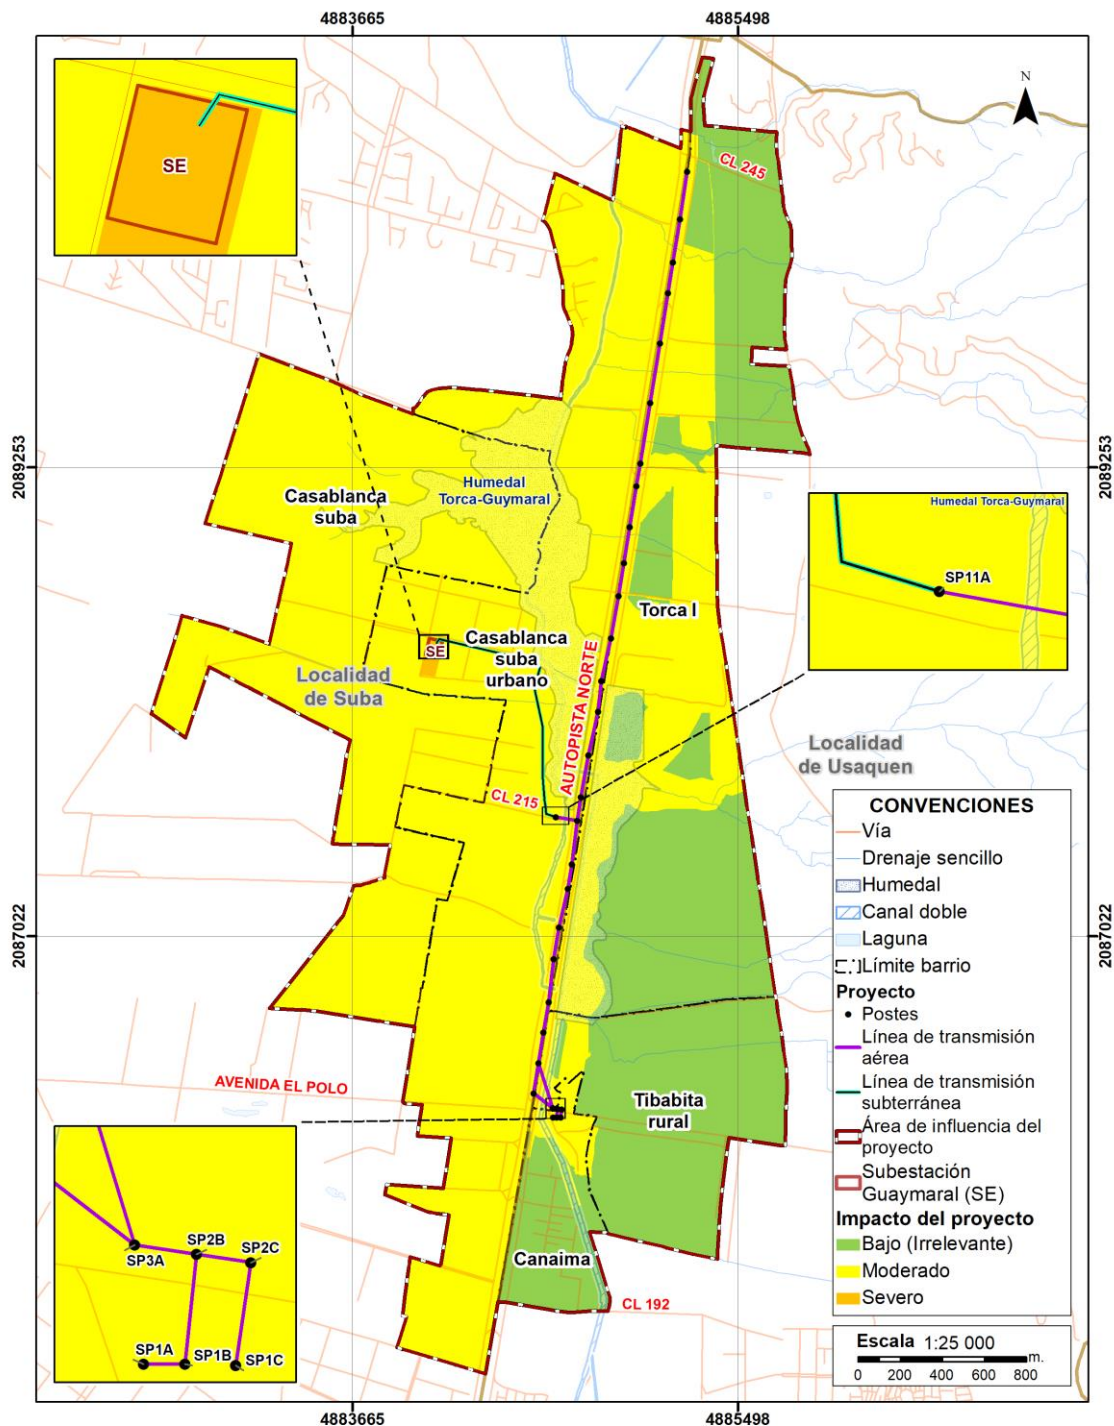 4883665
4885498
N
SE
CL 245
2089253
2089253
Humedal
Torca-Guymaral
Casablanca
suba
Humedal Torca-Guymaral
SP11A
Torca I
Casablanca
suba
urbano
SE
Localidad
de Suba
AUTOPISTA NORTE
Localidad
de Usaquen
CL 215
CONVENCIONES
Vía
Drenaje sencillo
Humedal
Canal doble
Laguna
Límite barrio
Proyecto
Postes
Línea de transmisión
aérea
Línea de transmisión
subterránea
Área de influencia del
proyecto
Subestación
Guaymaral (SE)
Impacto del proyecto
Bajo (Irrelevante)
Moderado
Severo
2087022
2087022
AVENIDA EL POLO
Tibabita
rural
SP3A
SP2B
SP2C
SP1A
SP1B
SP1C
Canaima
CL 192
Escala 1:25 000
m.
0 200 400 600 800
4883665
4885498